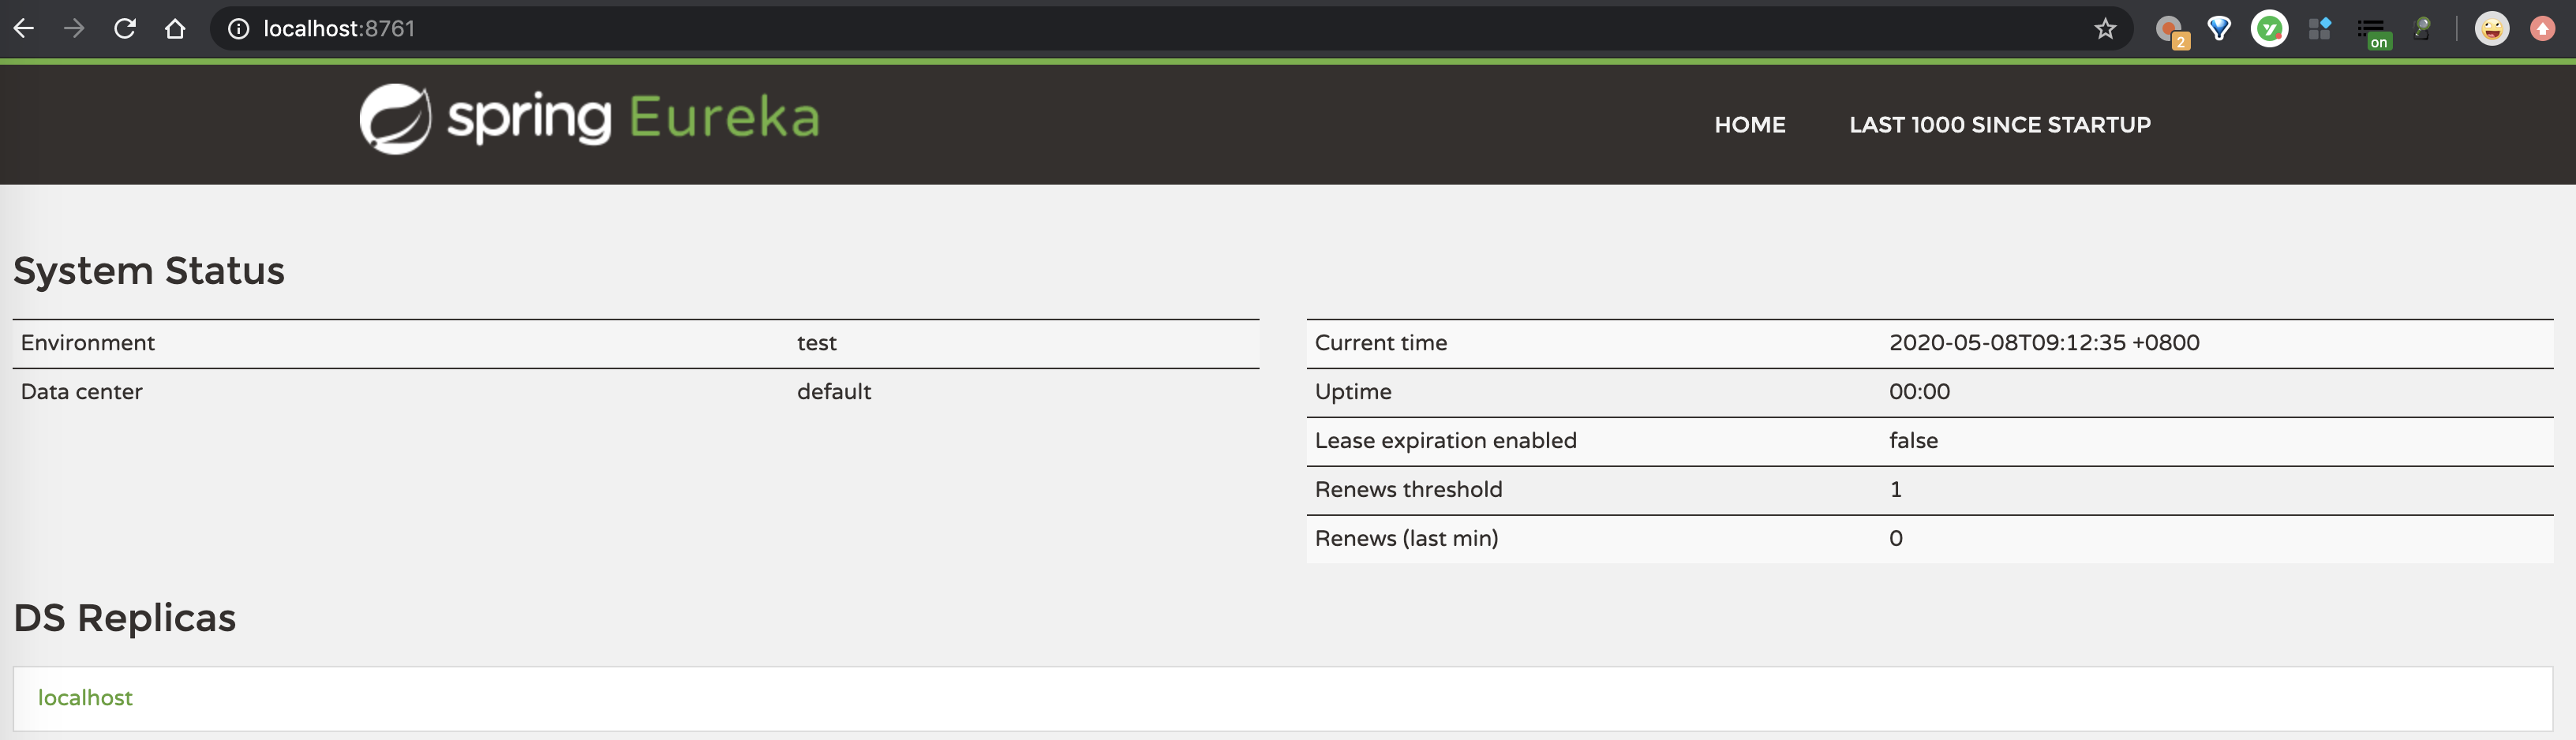 localhost:8761
2
on
spring Eureka
HOME LAST 1000 SINCE STARTUP
System Status
Environment test
Data center default
Current time 2020-05-08T09:12:35 +0800
Uptime 00:00
Lease expiration enabled false
Renews threshold 1
Renews (last min) 0
DS Replicas
localhost